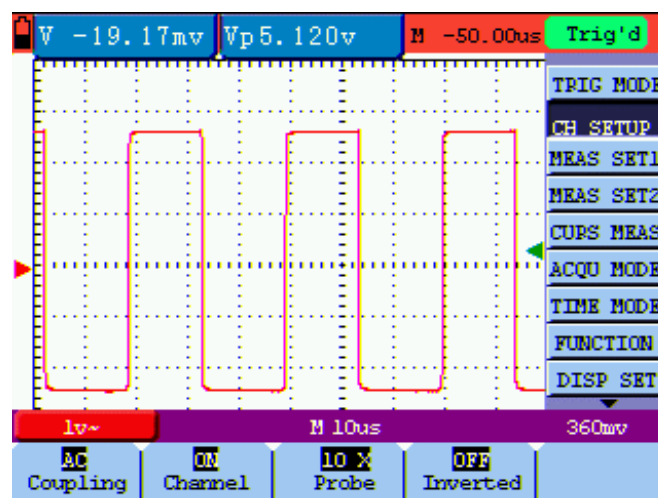 V -19.17mv Vp5.120v M -50.00us Trig'd
TRIG MODE
CH SETUP
MEAS SET1
MEAS SET2
CURS MEAS
ACQU MODE
TIME MODE
FUNCTION
DISP SET
1v~ M 10us 360mv
AC ON 10 X OFF
Coupling Channel Probe Inverted